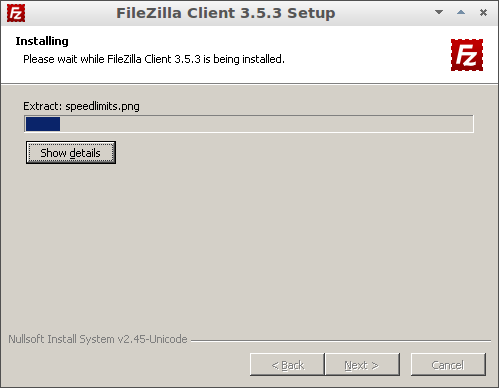 FileZilla Client 3.5.3 Setup
Installing
Please wait while FileZilla Client 3.5.3 is being installed.
FZ
Extract: speedlimits.png
Show details
Nullsoft Install System v2.45-Unicode
< Back
Next >
Cancel